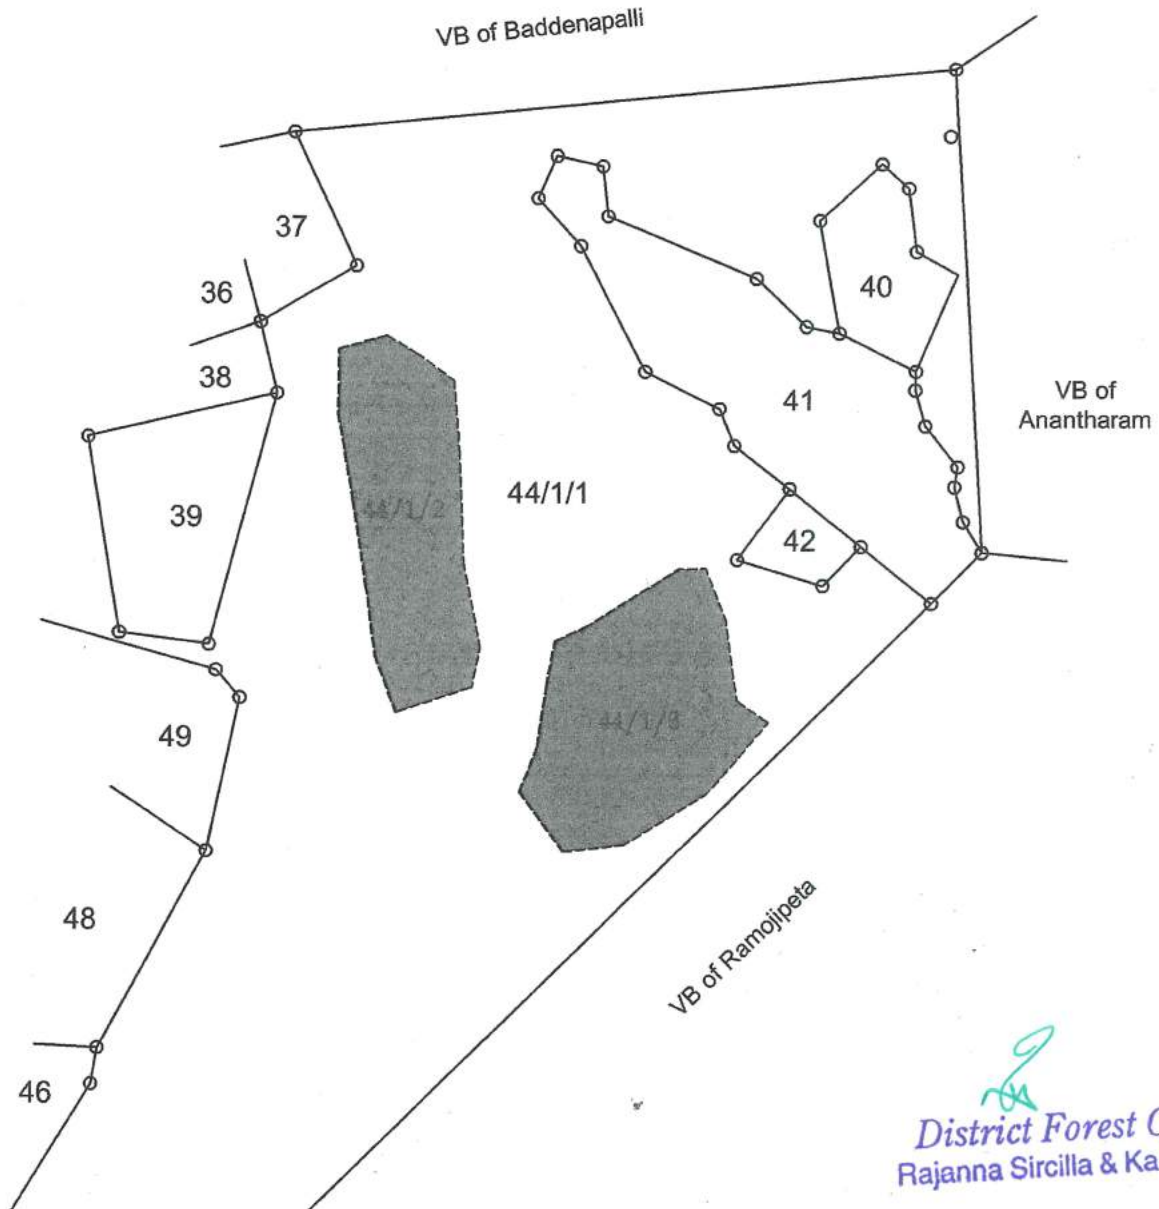 VB of Baddenapalli
37
36
40
38
VB of
Anantharam
41
44/1/1
44/1/2
39
42
44/1/3
49
48
VB of Ramojipeta
46
District Forest
Rajanna Sircilla &